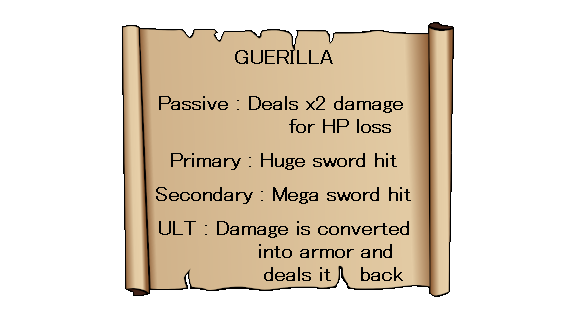 GUERILLA
Passive : Deals x2 damage
for HP loss
Primary : Huge sword hit
Secondary : Mega sword hit
ULT : Damage is converted
into armor and
deals it back